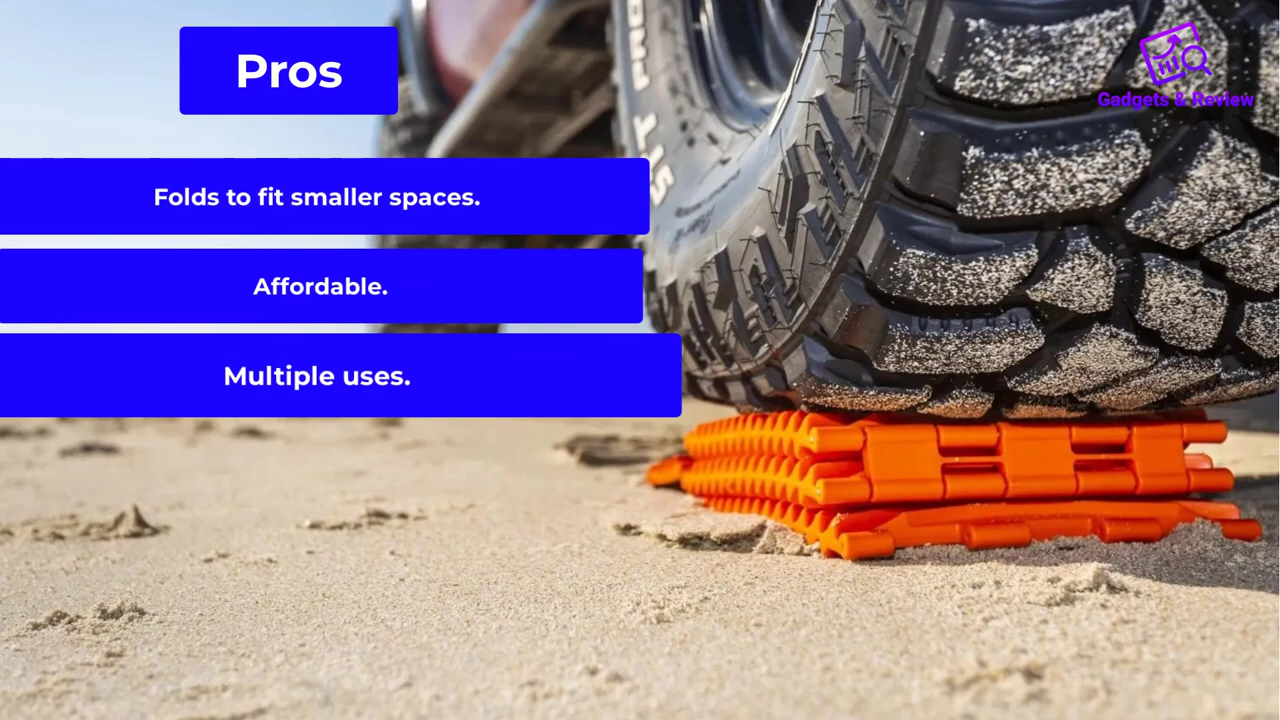 Pros
Gadgets & Review
Folds to fit smaller spaces.
Affordable.
Multiple uses.